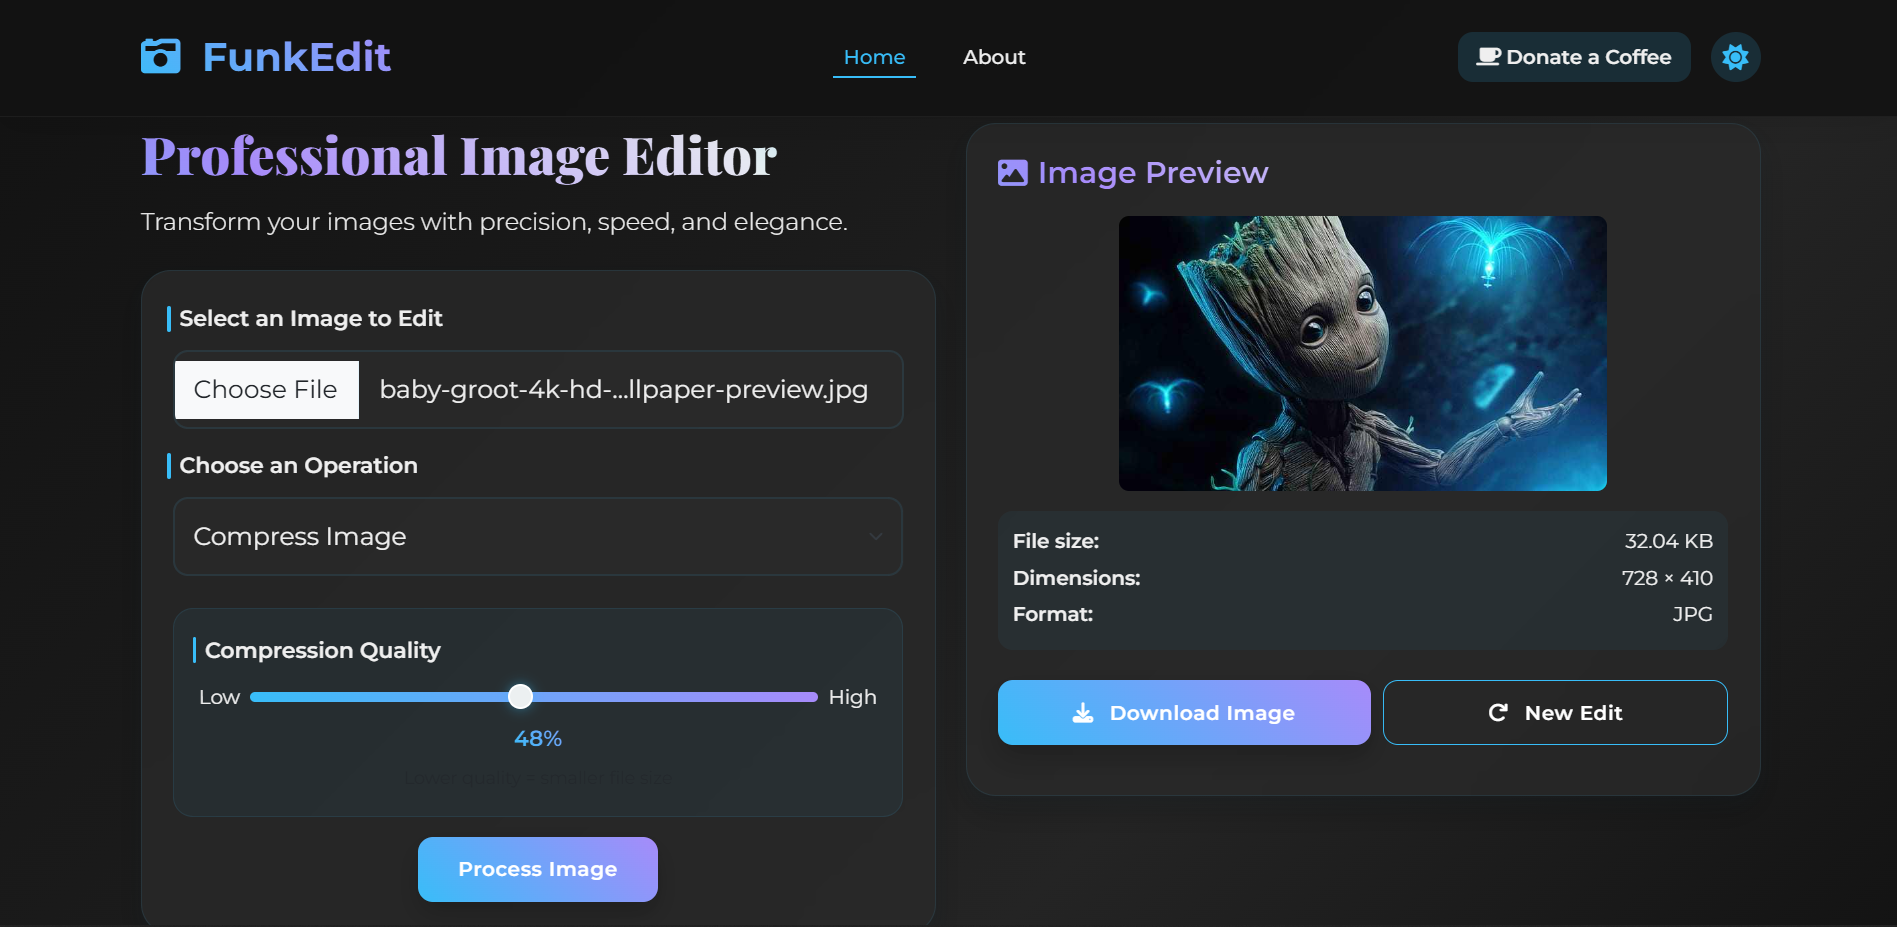 FunkEdit
Home
About
Donate a Coffee
Professional Image Editor
Transform your images with precision, speed, and elegance.
Select an Image to Edit
Choose File
baby-groot-4k-hd-...llpaper-preview.jpg
Choose an Operation
Compress Image
Compression Quality
Low
High
48%
Lower quality = smaller file size
Process Image
Image Preview
File size: 32.04 KB
Dimensions: 728 × 410
Format: JPG
Download Image
New Edit